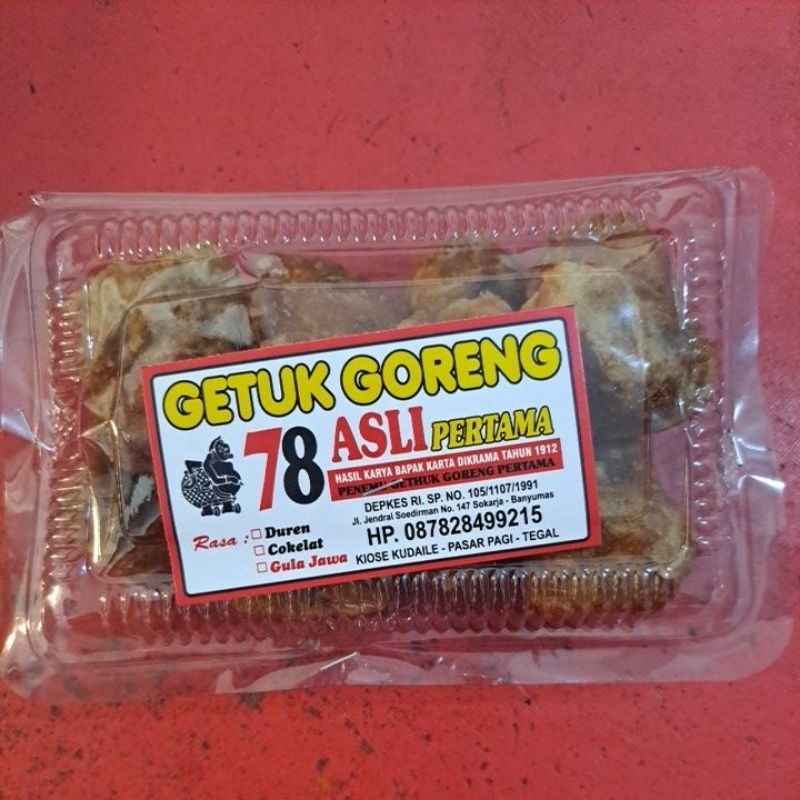 GETUK GORENG
78 ASLI PERTAMA
HASIL KARYA BAPAK KARTA DIKRAMA TAHUN 1912
PENEMU GETHUK GORENG PERTAMA
DEPKES RI. SP. NO. 105/1107/1991
Jl. Jendral Soedirman No. 147 Sokarja - Banyumas
HP. 087828499215
KIOSE KUDAILE - PASAR PAGI - TEGAL
Rasa :
Duren
Cokelat
Gula Jawa